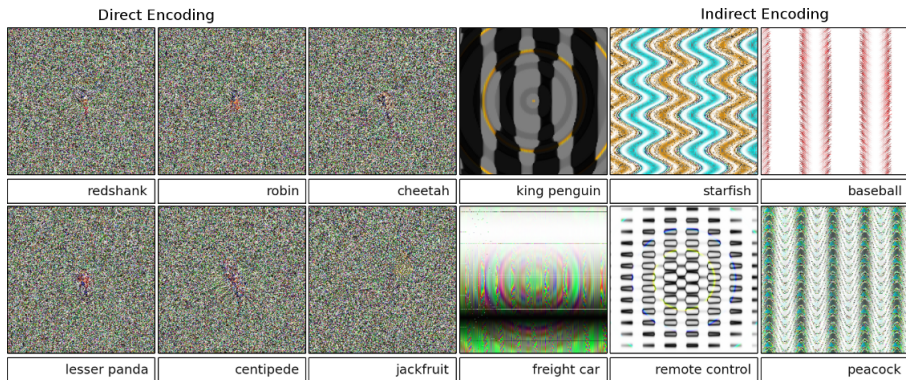 Direct Encoding
Indirect Encoding
redshank
robin
cheetah
king penguin
starfish
baseball
lesser panda
centipede
jackfruit
freight car
remote control
peacock